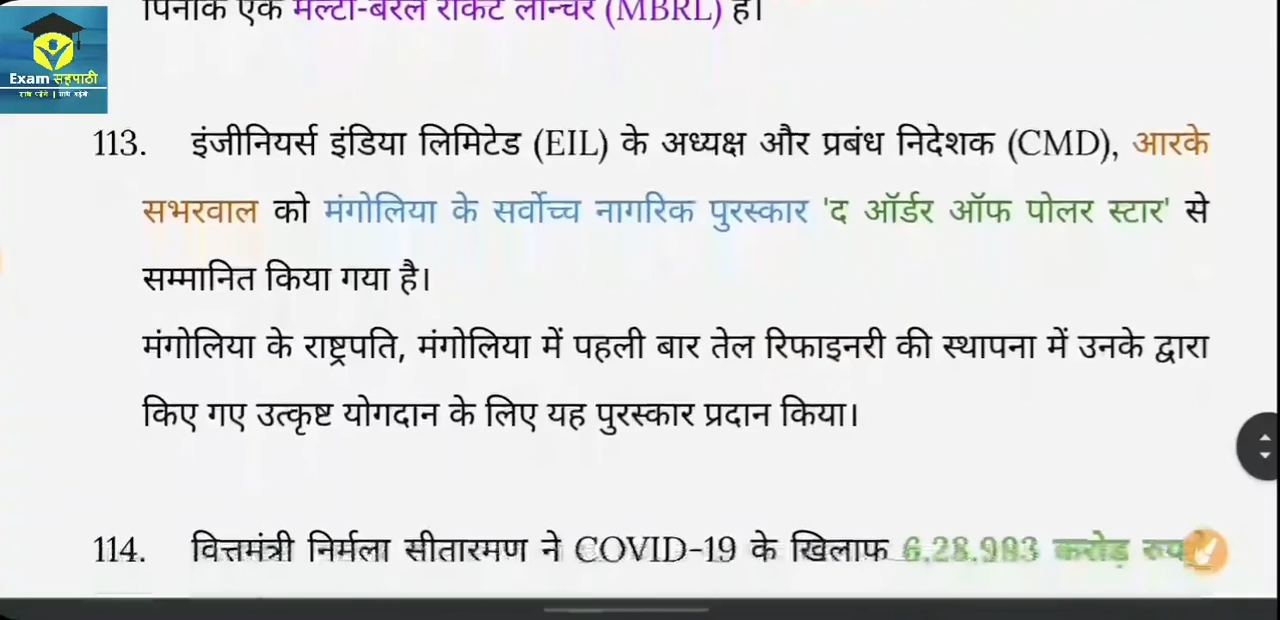 पिनाक एक मल्टी-बैरल रॉकेट लॉन्चर (MBRL) है।
Exam सहपाठी
साथ पढ़ेंगे | साथ बढ़ेंगे
113. इंजीनियर्स इंडिया लिमिटेड (EIL) के अध्यक्ष और प्रबंध निदेशक (CMD), आरके
सभरवाल को मंगोलिया के सर्वोच्च नागरिक पुरस्कार 'द ऑर्डर ऑफ पोलर स्टार' से
सम्मानित किया गया है।
मंगोलिया के राष्ट्रपति, मंगोलिया में पहली बार तेल रिफाइनरी की स्थापना में उनके द्वारा
किए गए उत्कृष्ट योगदान के लिए यह पुरस्कार प्रदान किया।
114. वित्तमंत्री निर्मला सीतारमण ने COVID-19 के खिलाफ 6,28,993 करोड़